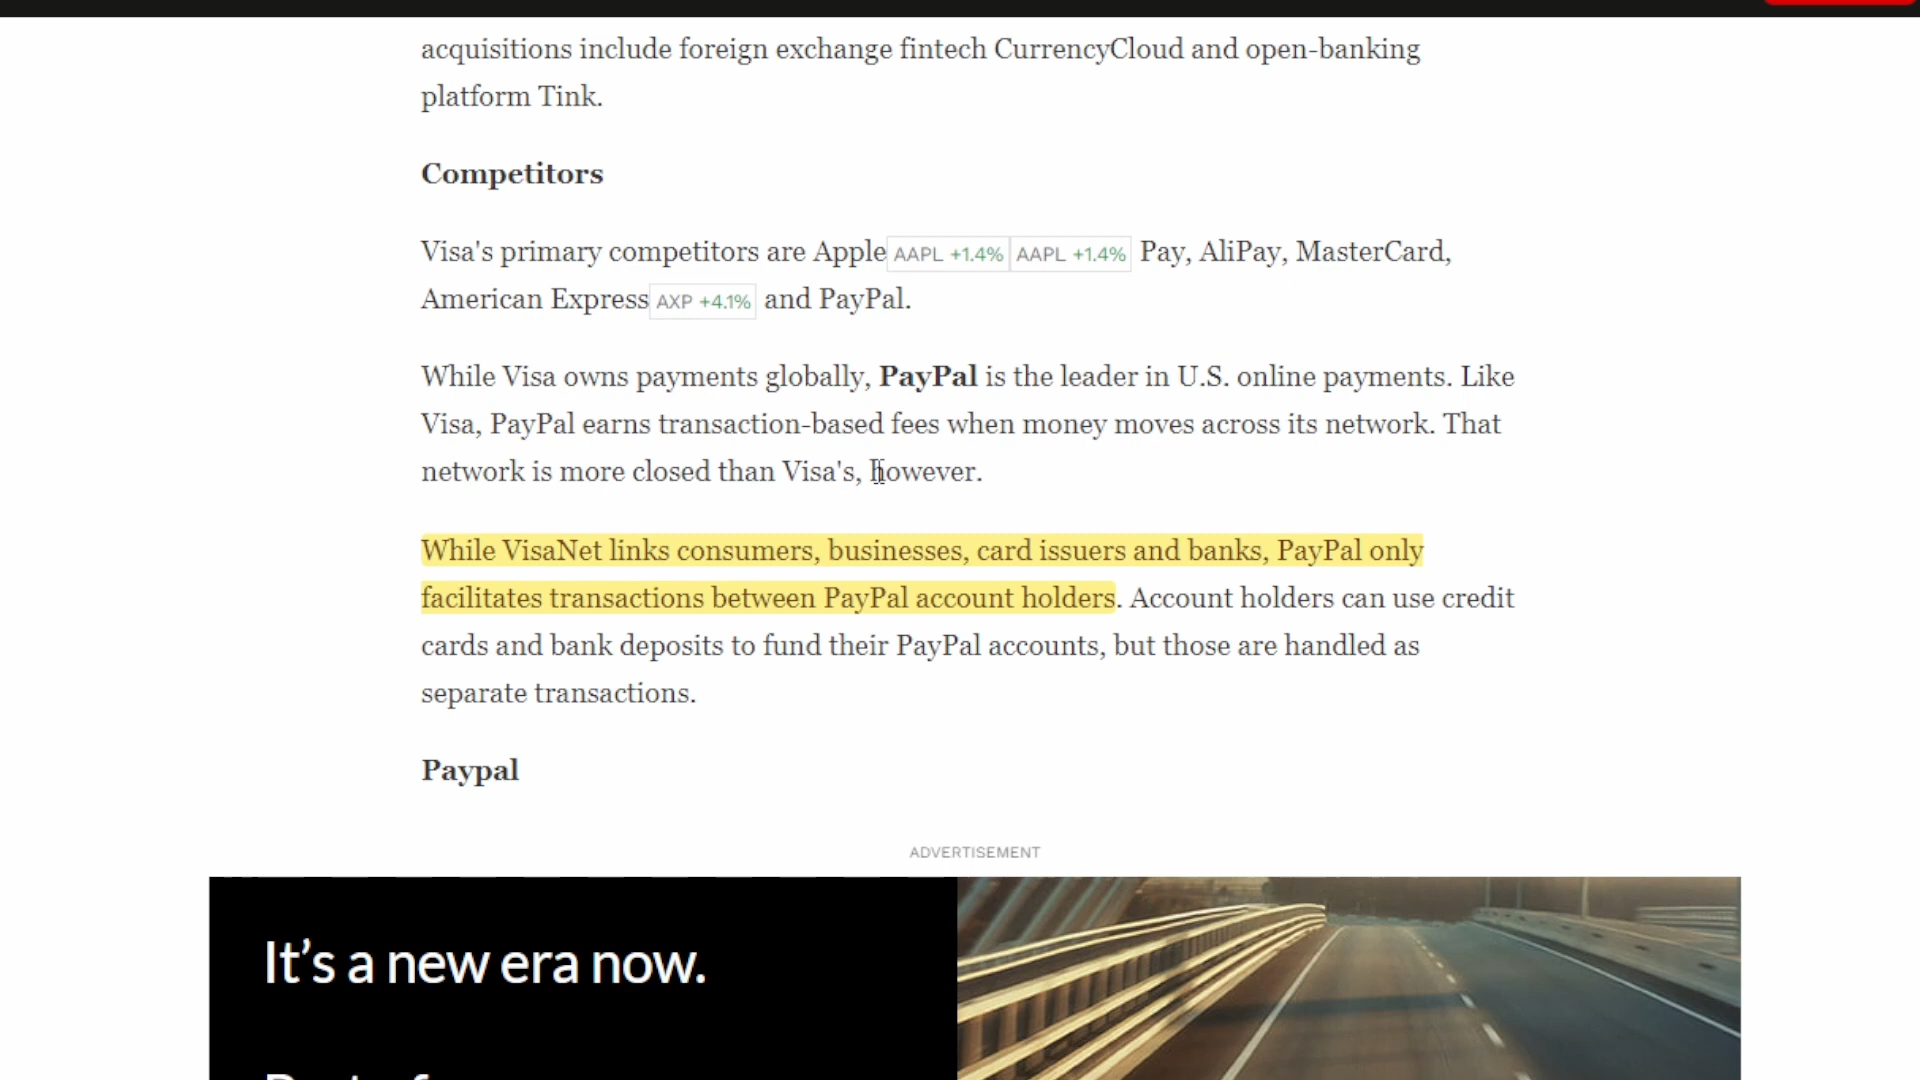 acquisitions include foreign exchange fintech CurrencyCloud and open-banking
platform Tink.
Competitors
Visa's primary competitors are Apple AAPL +1.4% AAPL +1.4% Pay, AliPay, MasterCard,
American Express AXP +4.1% and PayPal.
While Visa owns payments globally, PayPal is the leader in U.S. online payments. Like
Visa, PayPal earns transaction-based fees when money moves across its network. That
network is more closed than Visa's, however.
While VisaNet links consumers, businesses, card issuers and banks, PayPal only
facilitates transactions between PayPal account holders. Account holders can use credit
cards and bank deposits to fund their PayPal accounts, but those are handled as
separate transactions.
Paypal
ADVERTISEMENT
It's a new era now.